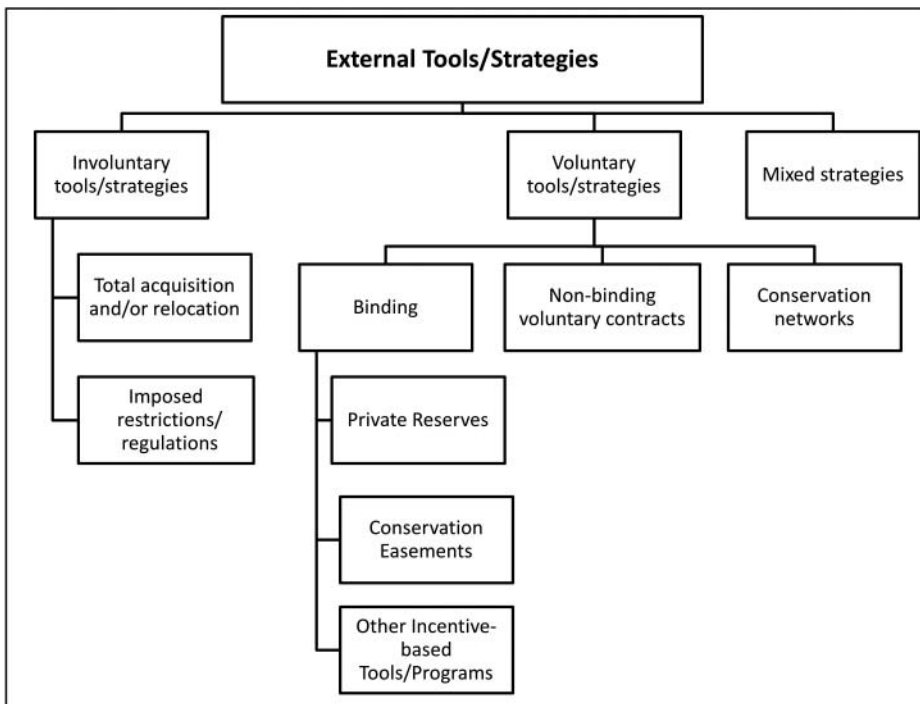 External Tools/Strategies
Involuntary
tools/strategies
Voluntary
tools/strategies
Mixed strategies
Total acquisition
and/or relocation
Binding
Non-binding
voluntary contracts
Conservation
networks
Imposed
restrictions/
regulations
Private Reserves
Conservation
Easements
Other Incentive-
based
Tools/Programs